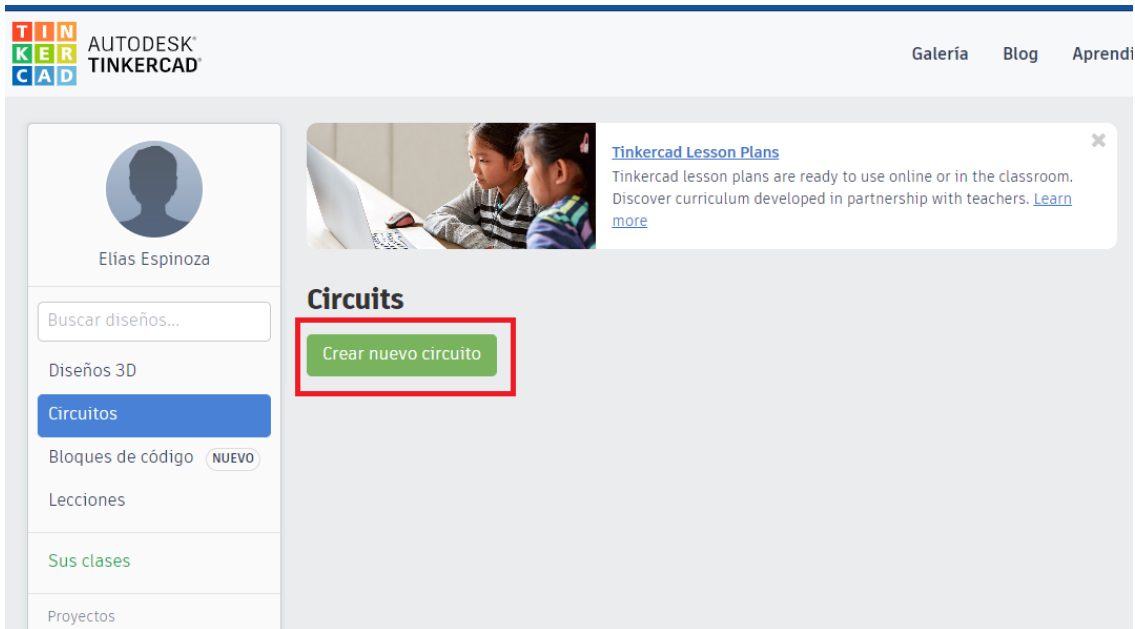 TIN
KER
CAD
AUTODESK®
TINKERCAD®
Galería Blog Aprendi
Tinkercad Lesson Plans
Tinkercad lesson plans are ready to use online or in the classroom.
Discover curriculum developed in partnership with teachers. Learn
more
Elías Espinoza
Circuits
Buscar diseños...
Crear nuevo circuito
Diseños 3D
Circuitos
Bloques de código NUEVO
Lecciones
Sus clases
Proyectos